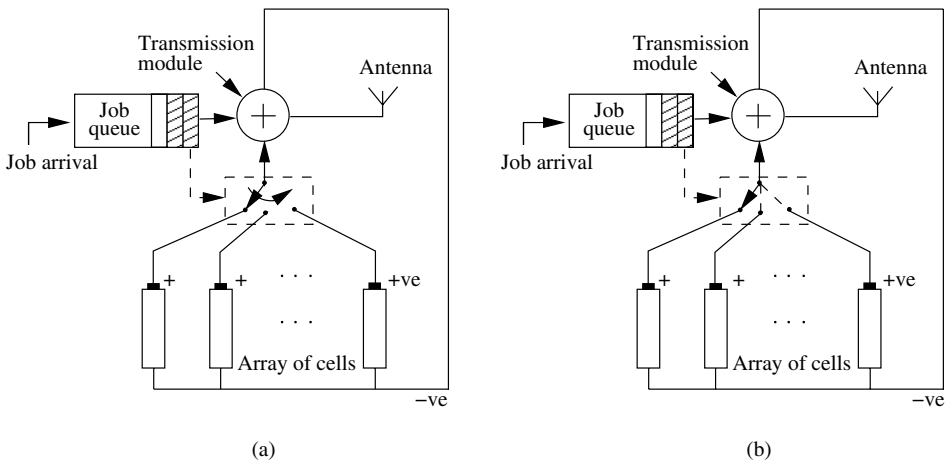 Transmission
module
Antenna
Job
queue
Job arrival
+
+
+
+ve
. . .
. . .
Array of cells
−ve
(a)
Transmission
module
Antenna
Job
queue
Job arrival
+
+
+
+ve
. . .
. . .
Array of cells
−ve
(b)